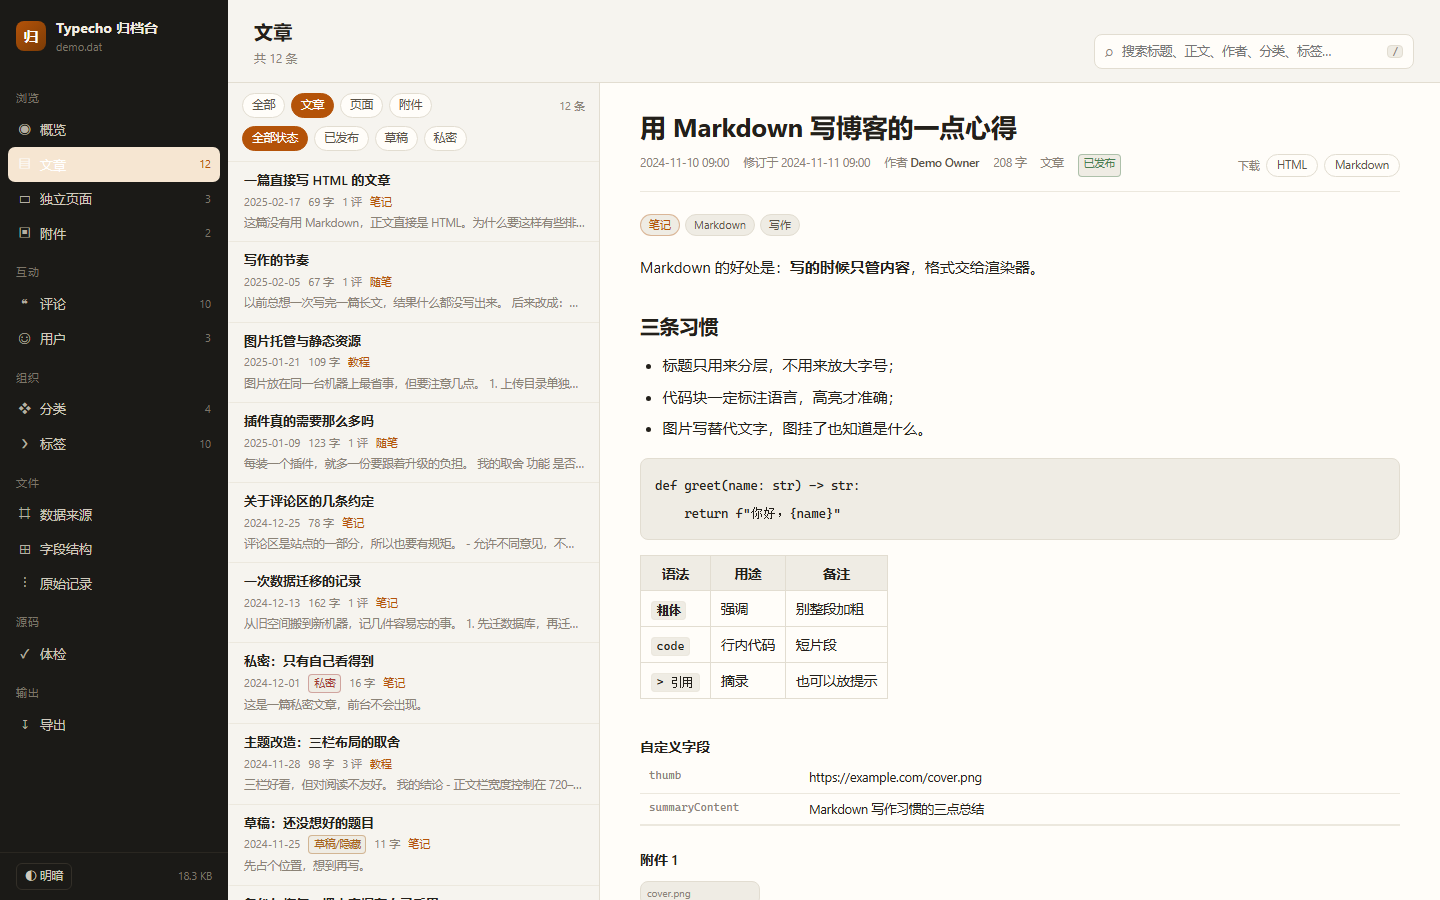 归
Typecho 归档台
demo.dat
浏览
概览
文章 12
独立页面 3
附件 2
互动
评论 10
用户 3
组织
分类 4
标签 10
文件
数据来源
字段结构
原始记录
源码
体检
输出
导出
明暗 18.3 KB
文章
共 12 条
搜索标题、正文、作者、分类、标签... /
全部 文章 页面 附件 12 条
全部状态 已发布 草稿 私密
一篇直接写 HTML 的文章
2025-02-17 69 字 1 评 笔记
这篇没有用 Markdown，正文直接是 HTML。为什么要这样有些排...
写作的节奏
2025-02-05 67 字 1 评 随笔
以前总想一次写完一篇长文，结果什么都没写出来。 后来改成：...
图片托管与静态资源
2025-01-21 109 字 教程
图片放在同一台机器上最省事，但要注意几点。 1. 上传目录单独...
插件真的需要那么多吗
2025-01-09 123 字 1 评 随笔
每装一个插件，就多一份要跟着升级的负担。 我的取舍 功能 是否...
关于评论区的几条约定
2024-12-25 78 字 笔记
评论区是站点的一部分，所以也要有规矩。 - 允许不同意见，不...
一次数据迁移的记录
2024-12-13 162 字 1 评 笔记
从旧空间搬到新机器，记几件容易忘的事。 1. 先迁数据库，再迁...
私密：只有自己看得到
2024-12-01 私密 16 字 笔记
这是一篇私密文章，前台不会出现。
主题改造：三栏布局的取舍
2024-11-28 98 字 3 评 教程
三栏好看，但对阅读不友好。 我的结论 - 正文栏宽度控制在 720–...
草稿：还没想好的题目
2024-11-25 草稿/隐藏 11 字 笔记
先占个位置，想到再写。
用 Markdown 写博客的一点心得
2024-11-10 09:00 修订于 2024-11-11 09:00 作者 Demo Owner 208 字 文章 已发布 下载 HTML Markdown
笔记 Markdown 写作
Markdown 的好处是：写的时候只管内容，格式交给渲染器。
三条习惯
标题只用来分层，不用来放大字号；
代码块一定标注语言，高亮才准确；
图片写替代文字，图挂了也知道是什么。
def greet(name: str) -> str:
return f"你好，{name}"
语法 用途 备注
粗体 强调 别整段加粗
code 行内代码 短片段
> 引用 摘录 也可以放提示
自定义字段
thumb https://example.com/cover.png
summaryContent Markdown 写作习惯的三点总结
附件 1
cover.png